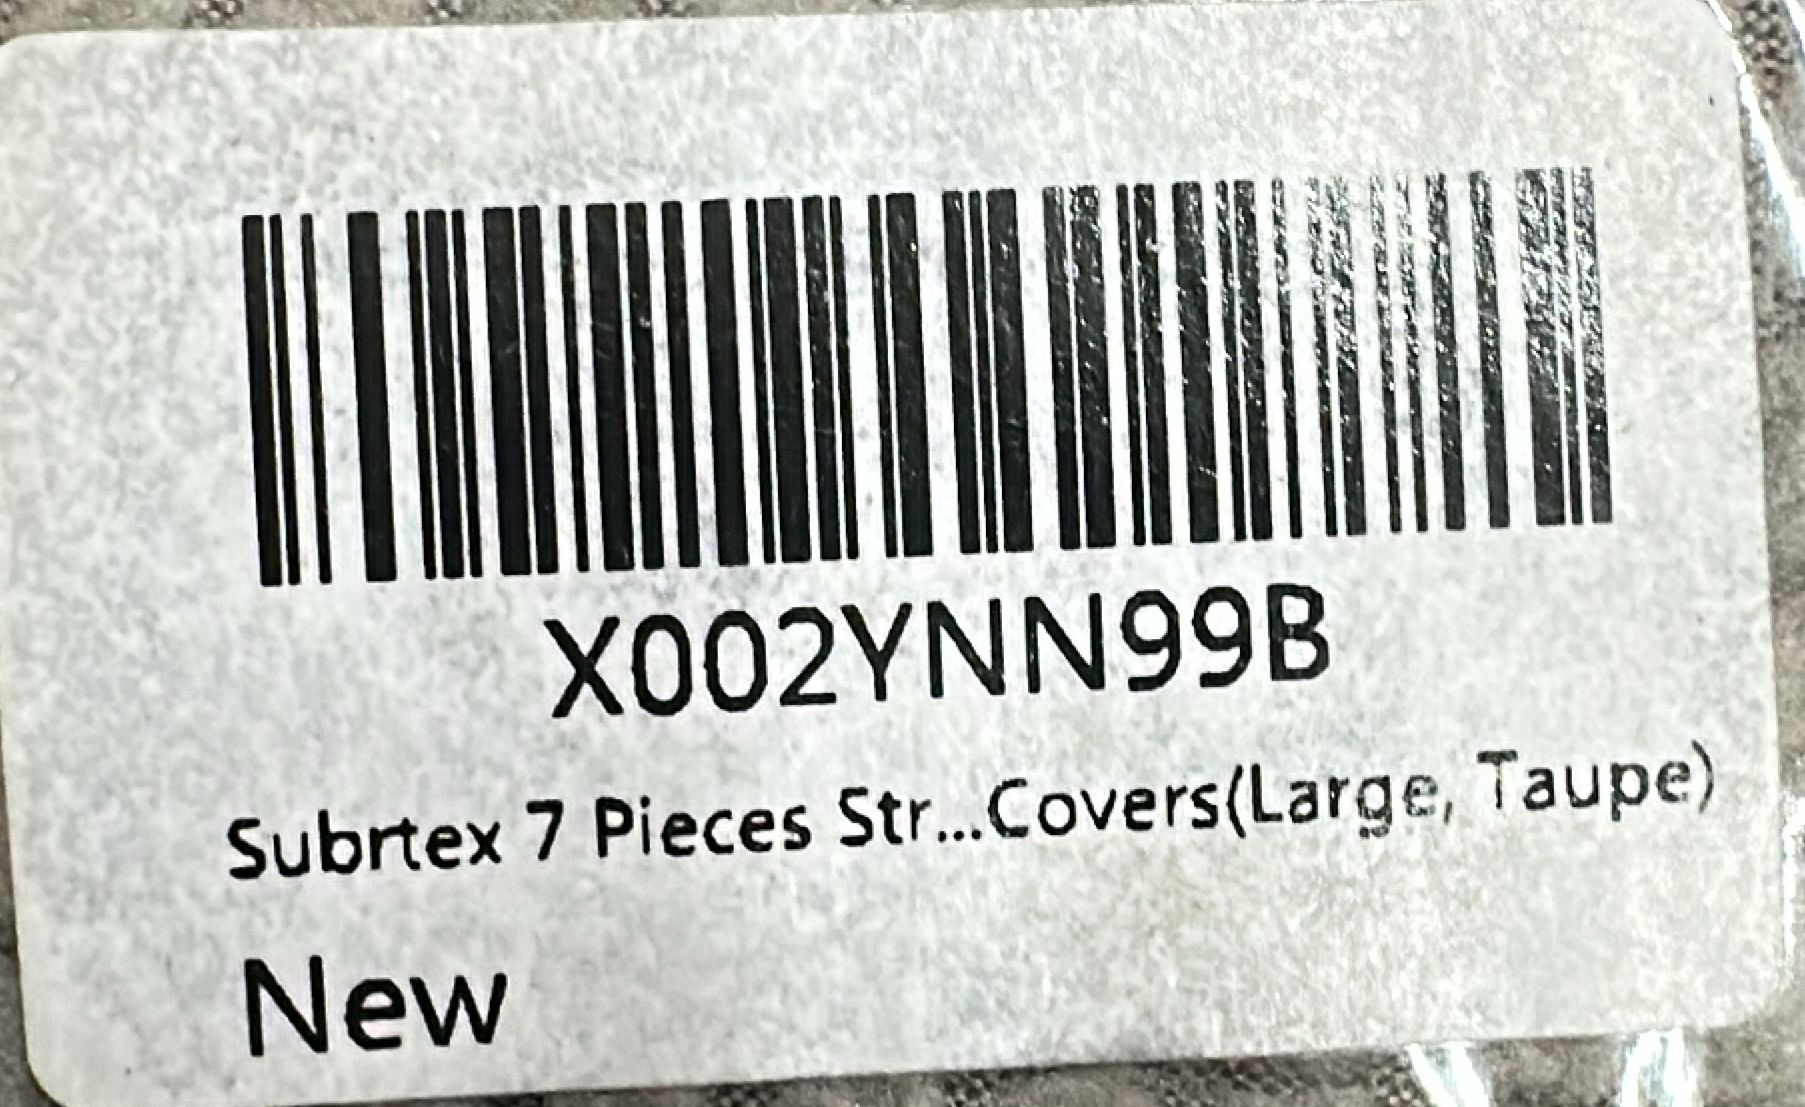 X002YNN99B
Subrtex 7 Pieces Str...Covers(Large, Taupe)
New